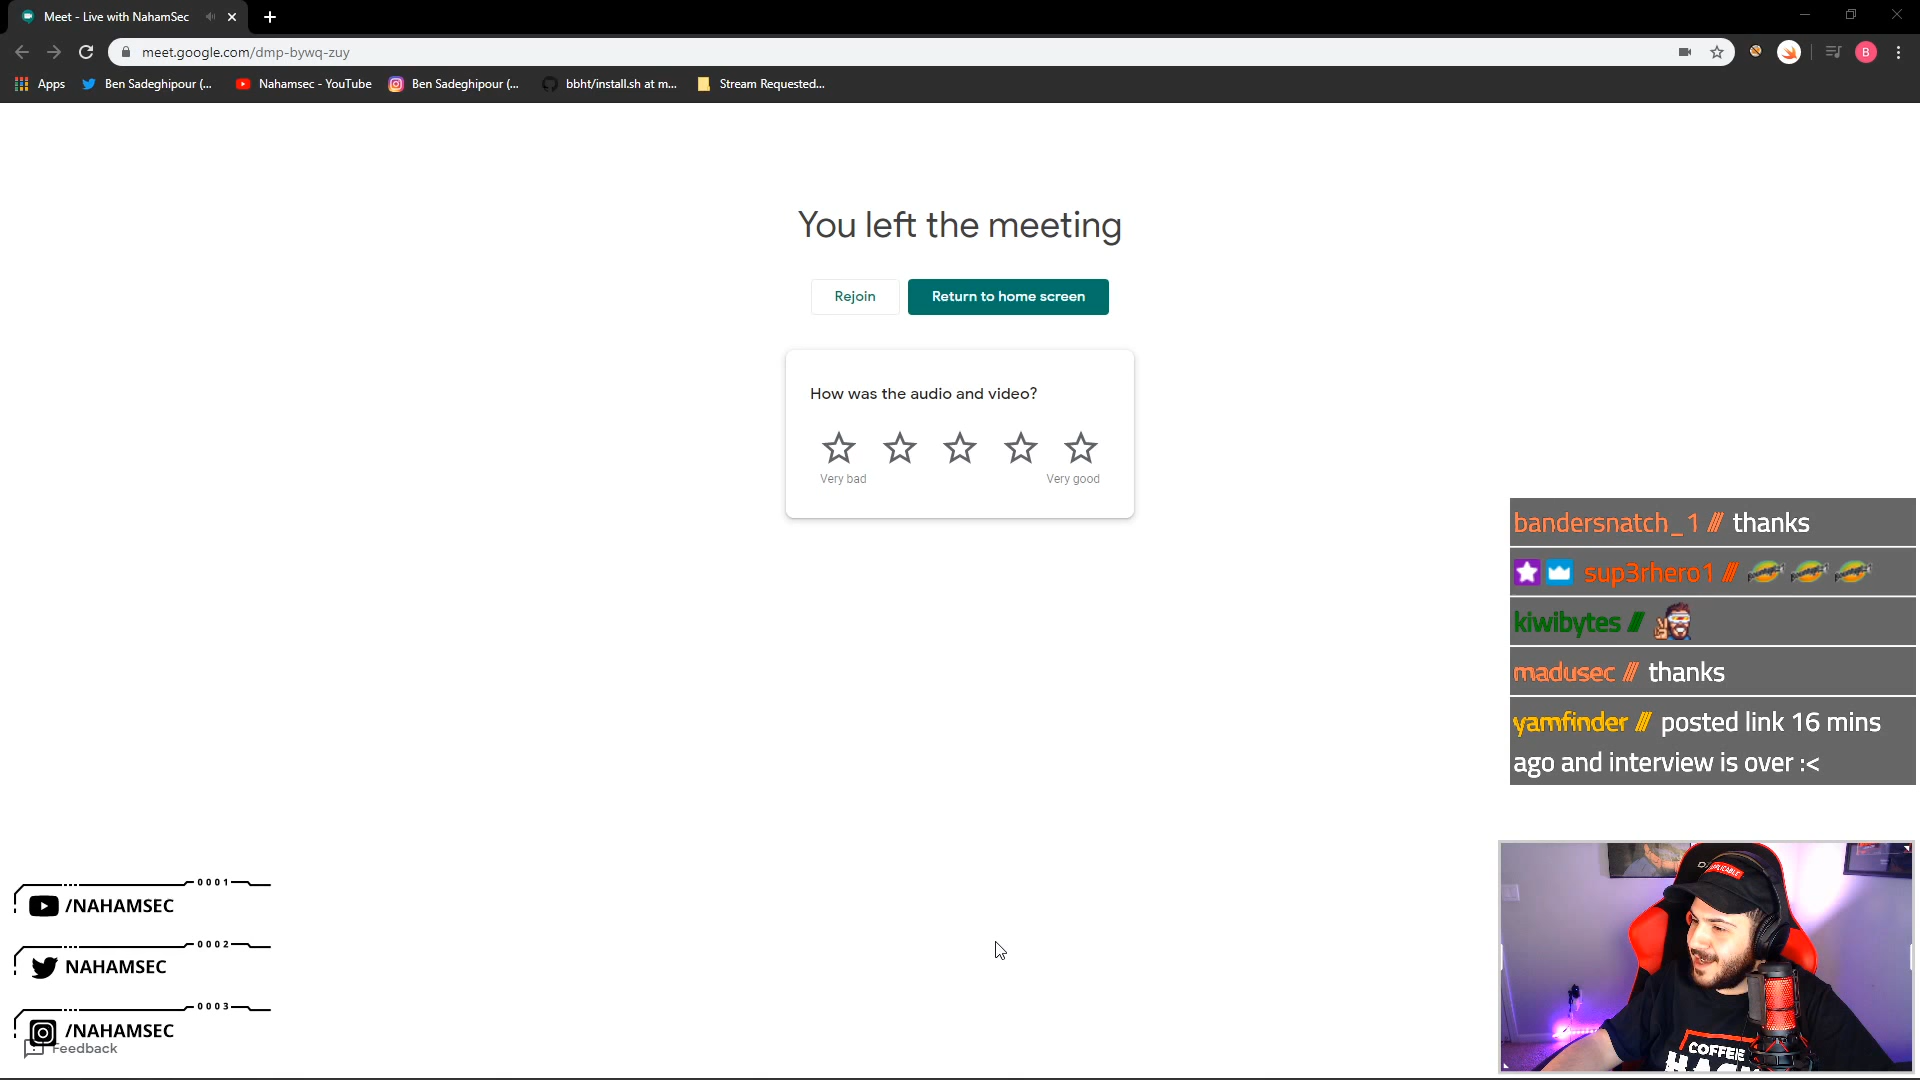 Meet - Live with NahamSec
meet.google.com/dmp-bywq-zuy
B
Apps
Ben Sadeghipour (...
Nahamsec - YouTube
Ben Sadeghipour (...
bbht/install.sh at m...
Stream Requested...
You left the meeting
Rejoin
Return to home screen
How was the audio and video?
Very bad
Very good
bandersnatch_1 /// thanks
sup3rhero1 ///
kiwibytes ///
madusec /// thanks
yamfinder /// posted link 16 mins
ago and interview is over :<
0001
/NAHAMSEC
0002
NAHAMSEC
0003
/NAHAMSEC
Feedback
COFFEE